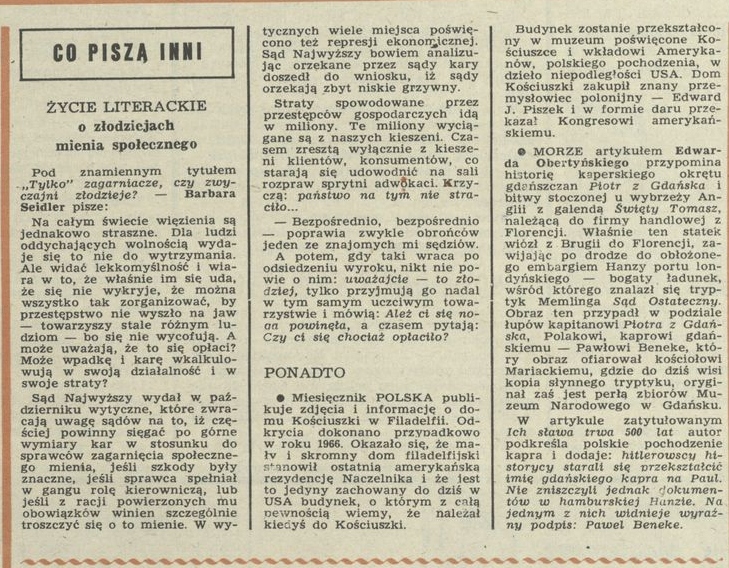 CO PISZĄ INNI
ŻYCIE LITERACKIE
o złodziejach
mienia społecznego
Pod znamiennym tytułem
„Tylko" zagarniacze, czy zwy-
czajni złodzieje? — Barbara
Seidler pisze:
Na całym świecie więzienia są
jednakowo straszne. Dla ludzi
oddychających wolnością wyda-
je się to nie do wytrzymania.
Ale widać lekkomyślność i wia-
ra w to, że właśnie im się uda,
że się nie wykryje, że można
wszystko tak zorganizować, by
przestępstwo nie wyszło na jaw
— towarzyszy stale różnym lu-
dziom — bo się nie wycofują. A
może uważają, że to się opłaci?
Może wpadkę i karę wkalkulo-
wują w swoją działalność i w
swoje straty?
Sąd Najwyższy wydał w paź-
dzierniku wytyczne, które zwra-
cają uwagę sądów na to, iż czę-
ściej powinny sięgać po górne
wymiary kar w stosunku do
sprawców zagarnięcia społeczne-
go mienia, jeśli szkody były
znaczne, jeśli sprawca spełniał
w gangu rolę kierowniczą, lub
jeśli z racji powierzonych mu
obowiązków winien szczególnie
troszczyć się o to mienie. W wy-
tycznych wiele miejsca poświę-
cono też represji ekonomicznej.
Sąd Najwyższy bowiem analizu-
jąc orzekane przez sądy kary
doszedł do wniosku, iż sądy
orzekają zbyt niskie grzywny.
Straty spowodowane przez
przestępców gospodarczych idą
w miliony. Te miliony wycią-
gane są z naszych kieszeni. Cza-
sem zresztą wyłącznie z kiesze-
ni klientów, konsumentów, co
starają się udowodnić na sali
rozpraw sprytni adwokaci. Krzy-
czą: państwo na tym nie stra-
ciło...
— Bezpośrednio, bezpośrednio
— poprawia zwykle obrońców
jeden ze znajomych mi sędziów.
A potem, gdy taki wraca po
odsiedzeniu wyroku, nikt nie po-
wie o nim: uważajcie — to zło-
dziej, tylko przyjmują go nadal
w tym samym uczciwym towa-
rzystwie i mówią: Ależ ci się no-
ga powinęła, a czasem pytają:
Czy ci się chociaż opłaciło?
PONADTO
● Miesięcznik POLSKA publi-
kuje zdjęcia i informację o do-
mu Kościuszki w Filadelfii. Od-
krycia dokonano przypadkowo
w roku 1966. Okazało się, że ma-
ły i skromny dom filadelfijski
stanowił ostatnią amerykańską
rezydencję Naczelnika i że jest
to jedyny zachowany do dziś w
USA budynek, o którym z całą
pewnością wiemy, że należał
kiedyś do Kościuszki.
Budynek zostanie przekształco-
ny w muzeum poświęcone Ko-
ściuszce i wkładowi Ameryka-
nów, polskiego pochodzenia, w
dzieło niepodległości USA. Dom
Kościuszki zakupił znany prze-
mysłowiec polonijny — Edward
J. Piszek i w formie daru prze-
kazał Kongresowi amerykań-
skiemu.
● MORZE artykułem Edwar-
da Obertyńskiego przypomina
historię kaperskiego okrętu
gdańszczan Piotr z Gdańska i
bitwy stoczonej u wybrzeży An-
glii z galendą Święty Tomasz,
należącą do firmy handlowej z
Florencji. Właśnie ten statek
wiózł z Brugii do Florencji, za-
wijając po drodze do obłożone-
go embargiem Hanzy portu lon-
dyńskiego — bogaty ładunek,
wśród którego znalazł się tryp-
tyk Memlinga Sąd Ostateczny.
Obraz ten przypadł w podziale
łupów kapitanowi Piotra z Gdań-
ska, Polakowi, kaprowi gdań-
skiemu — Pawłowi Beneke, któ-
ry obraz ofiarował kościołowi
Mariackiemu, gdzie do dziś wisi
kopia słynnego tryptyku, orygi-
nał zaś jest perłą zbiorów Mu-
zeum Narodowego w Gdańsku.
W artykule zatytułowanym
Ich sława trwa 500 lat autor
podkreśla polskie pochodzenie
kapra i dodaje: hitlerowscy hi-
storycy starali się przekształcić
imię gdańskiego kapra na Paul.
Nie zniszczyli jednak dokumen-
tów w hamburskiej Hanzie. Na
jednym z nich widnieje wyraź-
ny podpis: Pawel Beneke.